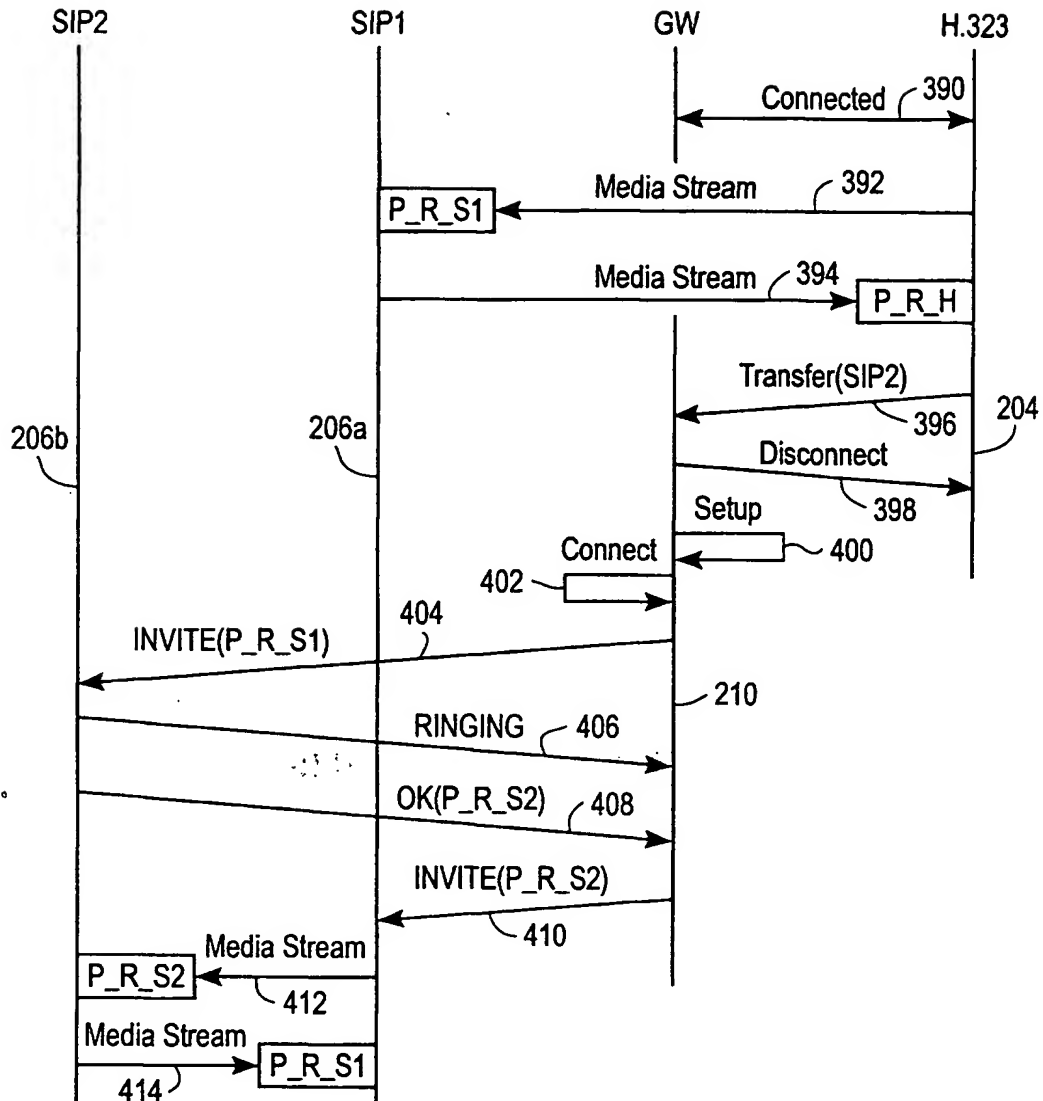 SIP2 SIP1 GW H.323
Connected 390
Media Stream 392
P_R_S1
Media Stream 394
P_R_H
Transfer(SIP2)
396
204
206b
206a
Disconnect
398
Setup
400
Connect
402
404
INVITE(P_R_S1)
210
RINGING 406
OK(P_R_S2) 408
INVITE(P_R_S2)
410
Media Stream
P_R_S2
412
Media Stream
P_R_S1
414